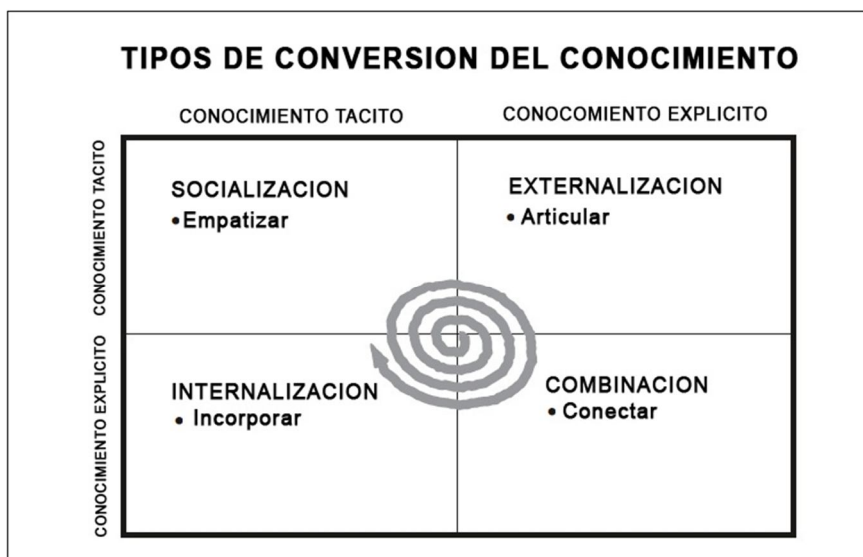 TIPOS DE CONVERSION DEL CONOCIMIENTO
CONOCIMIENTO TACITO
CONOCOMIENTO EXPLICITO
CONOCIMIENTO TACITO
SOCIALIZACION
• Empatizar
EXTERNALIZACION
• Articular
CONOCIMIENTO EXPLICITO
INTERNALIZACION
• Incorporar
COMBINACION
• Conectar